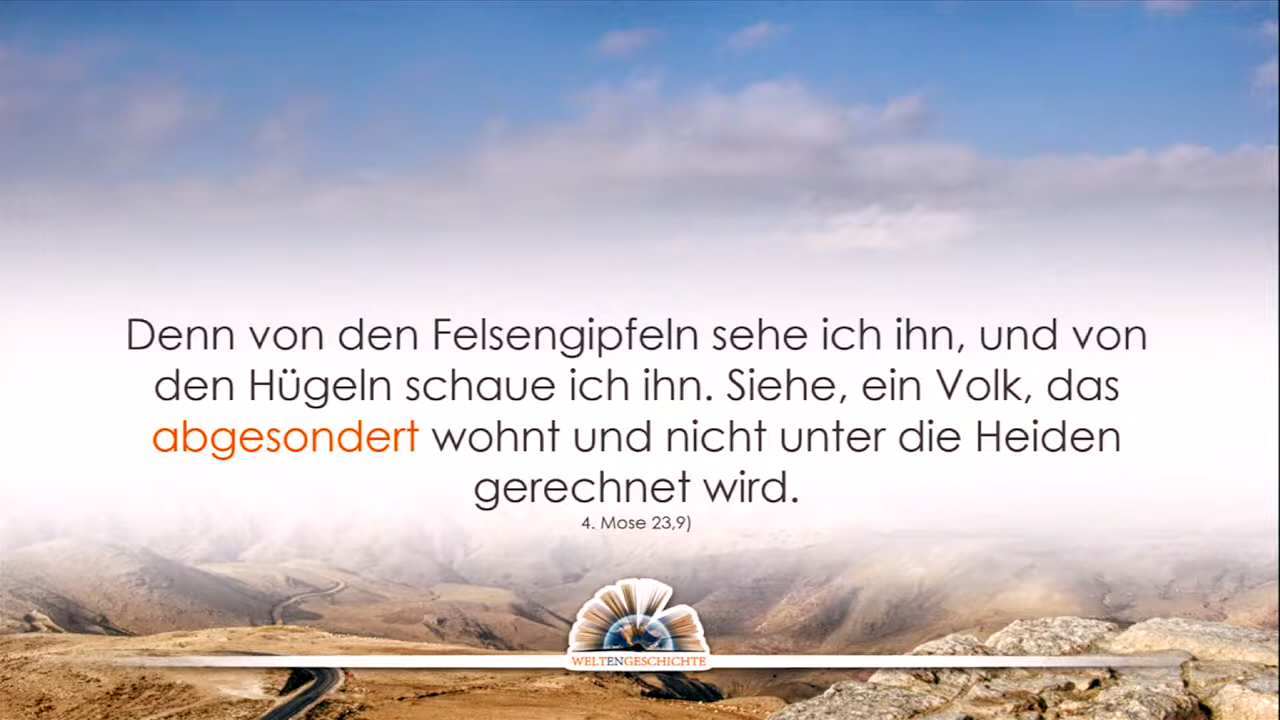 Denn von den Felsengipfeln sehe ich ihn, und von
den Hügeln schaue ich ihn. Siehe, ein Volk, das
abgesondert wohnt und nicht unter die Heiden
gerechnet wird.
4. Mose 23,9)
WELTENGESCHICHTE